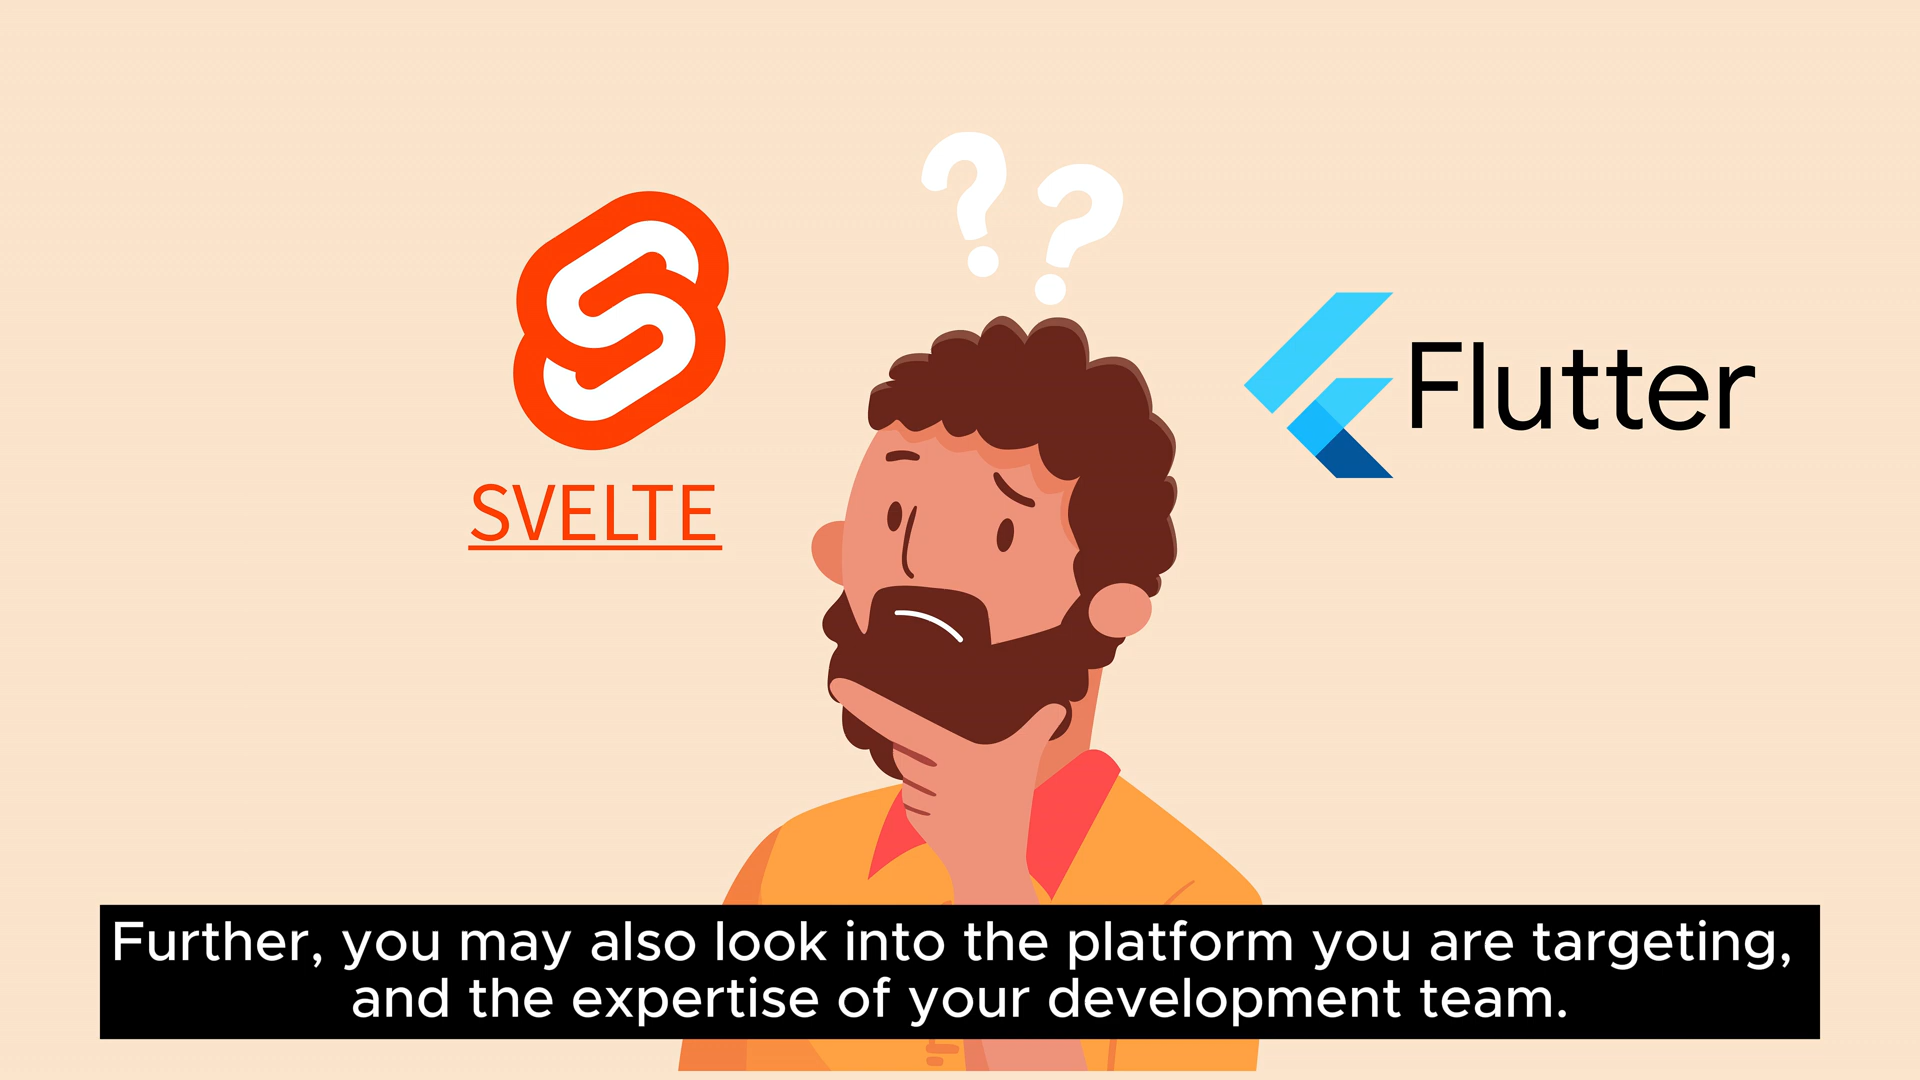 ??
SVELTE
Flutter
Further, you may also look into the platform you are targeting,
and the expertise of your development team.